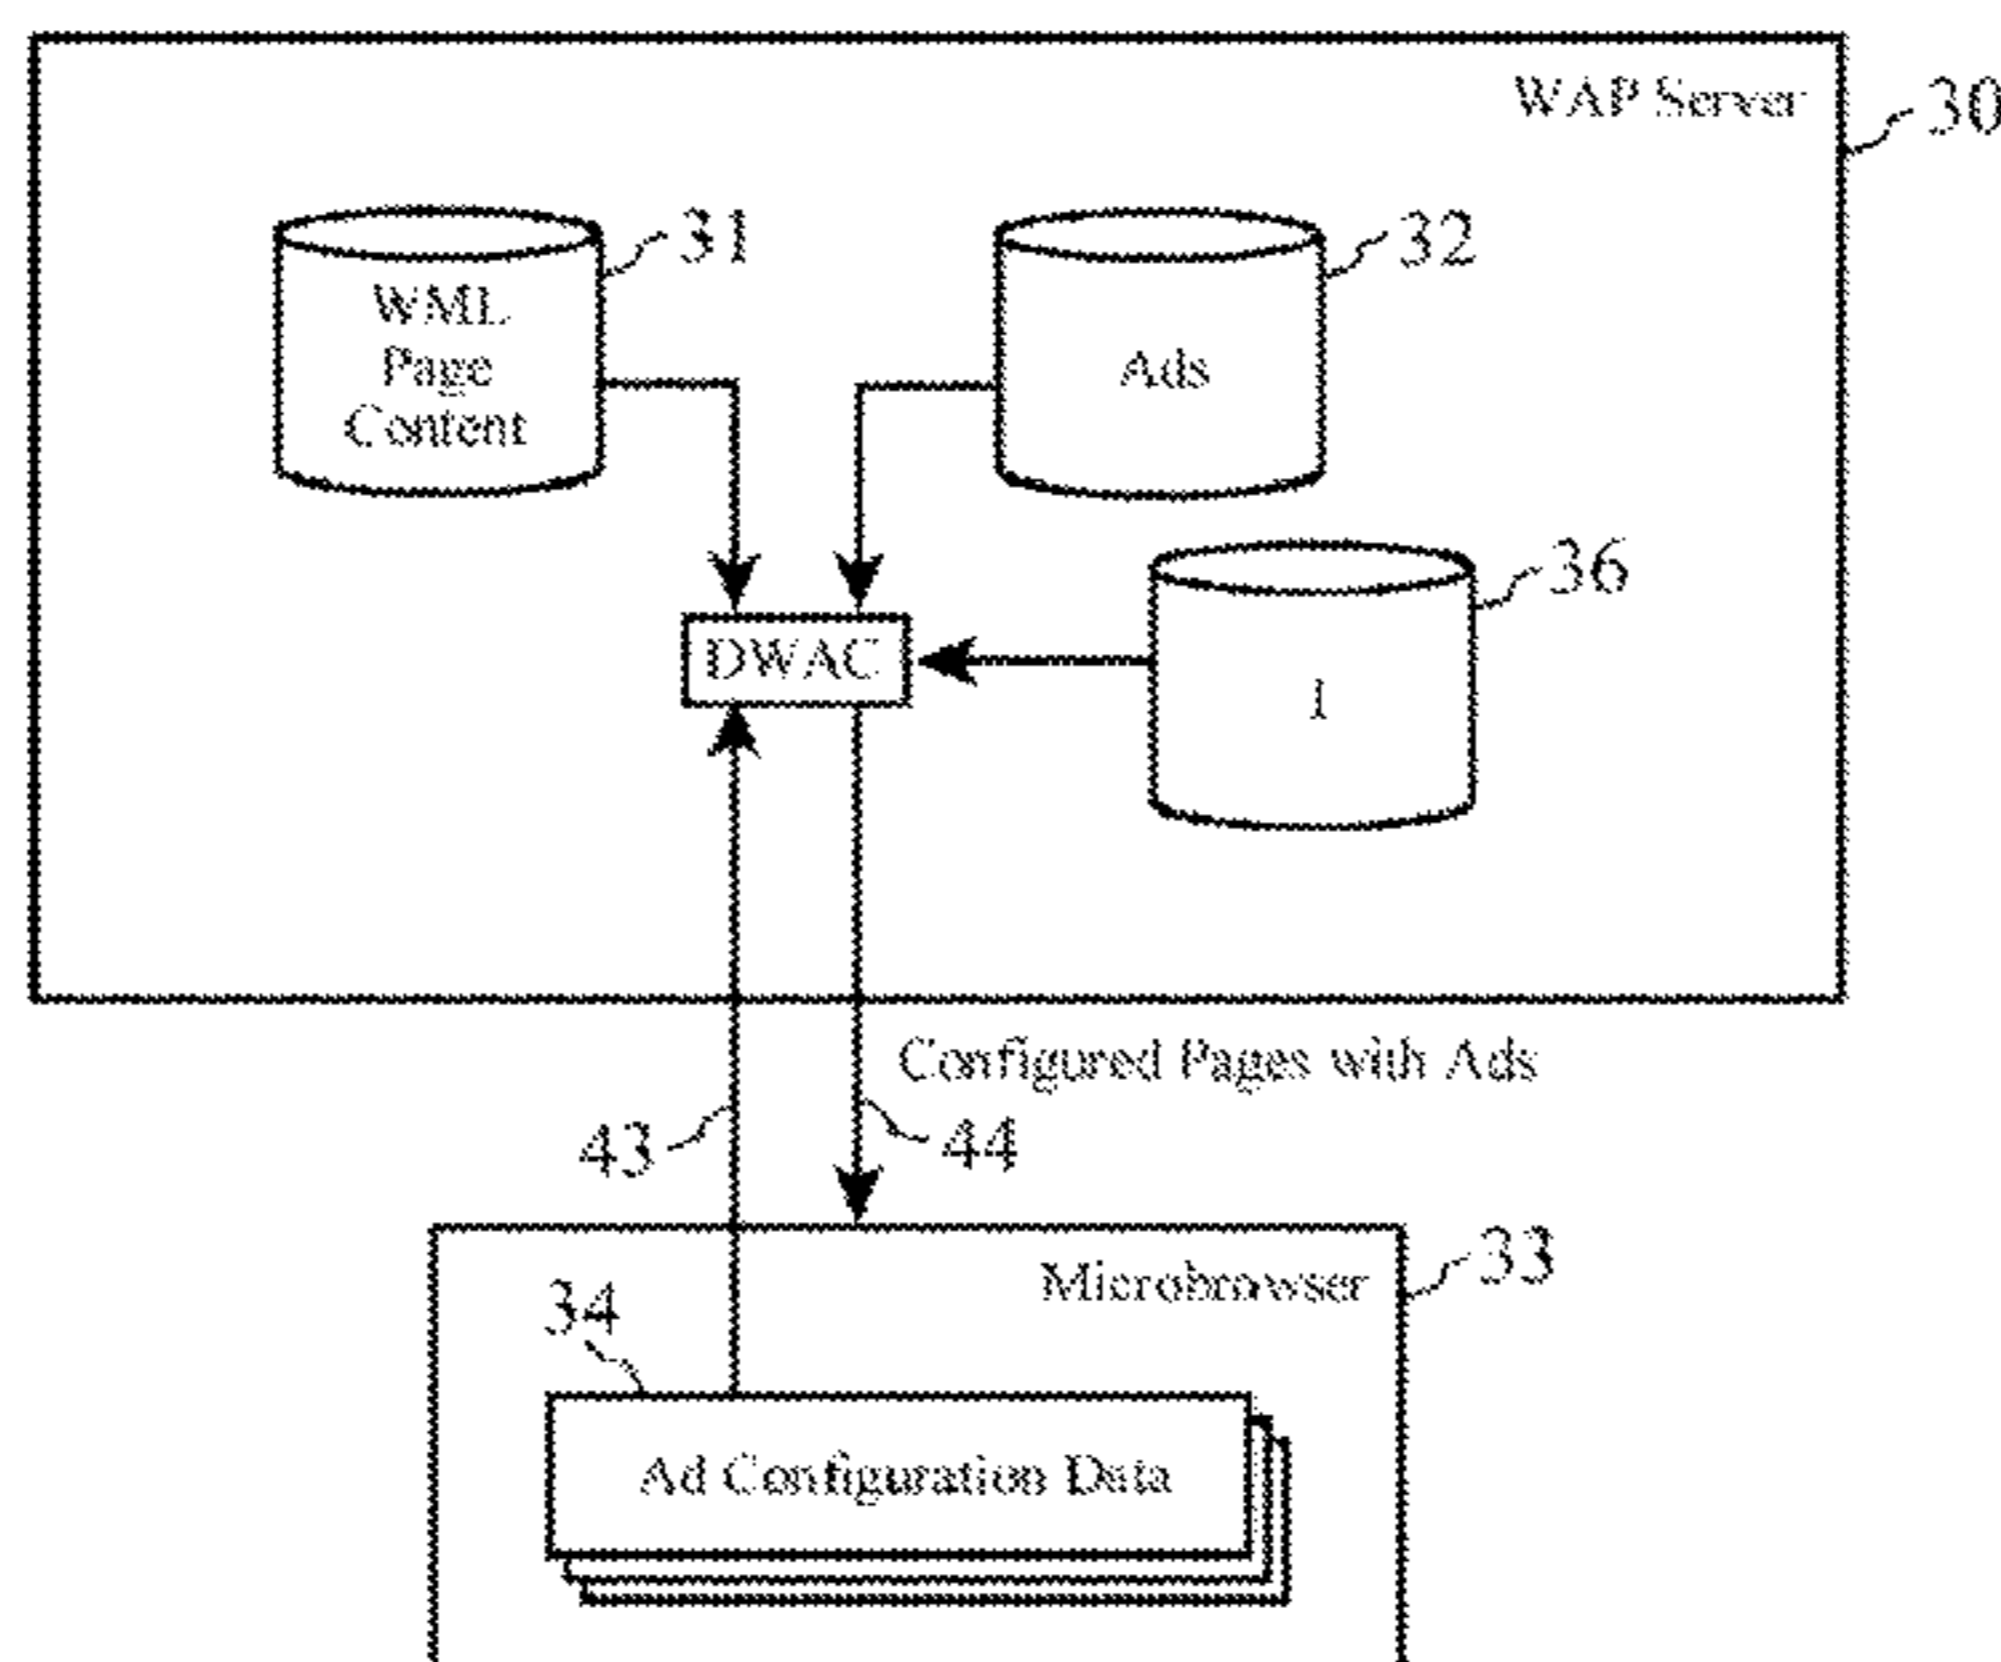 WAP Server
30
31
WML
Page
Content
32
Ads
36
DWAC
1
Configured Pages with Ads
43
44
33
Microbrowser
34
Ad Configuration Data